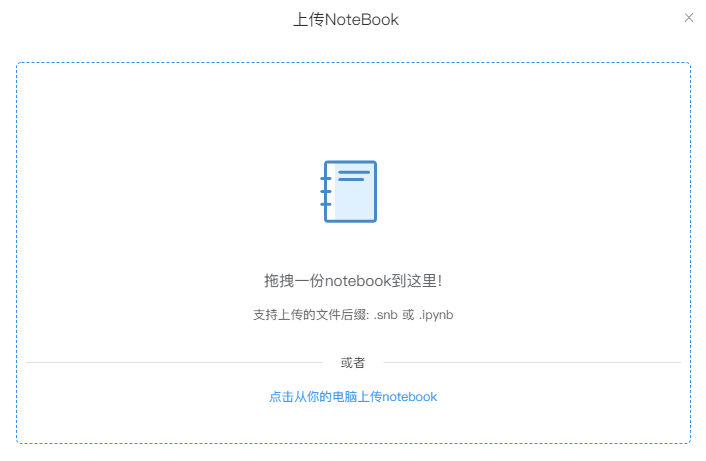 上传NoteBook
拖拽一份notebook到这里!
支持上传的文件后缀: .snb 或 .ipynb
或者
点击从你的电脑上传notebook